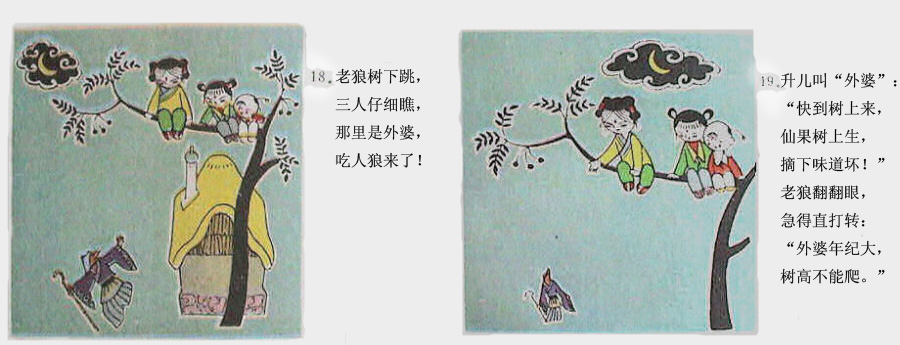 18. 老狼树下跳，
三人仔细瞧，
那里是外婆，
吃人狼来了！
19. 升儿叫“外婆”：
“快到树上来，
仙果树上生，
摘下味道坏！”
老狼翻翻眼，
急得直打转：
“外婆年纪大，
树高不能爬。”